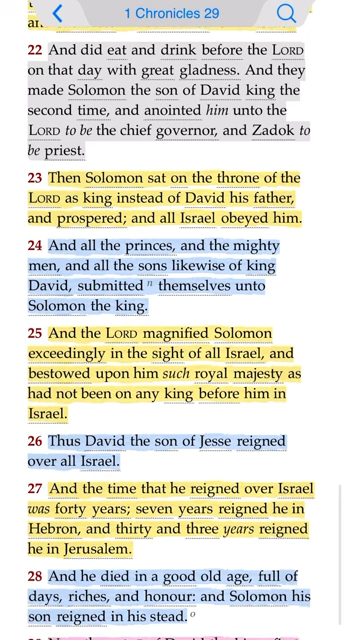 1 Chronicles 29
an.
22 And did eat and drink before the LORD
on that day with great gladness. And they
made Solomon the son of David king the
second time, and anointed him unto the
LORD to be the chief governor, and Zadok to
be priest.
23 Then Solomon sat on the throne of the
LORD as king instead of David his father,
and prospered; and all Israel obeyed him.
24 And all the princes, and the mighty
men, and all the sons likewise of king
David, submitted n themselves unto
Solomon the king.
25 And the LORD magnified Solomon
exceedingly in the sight of all Israel, and
bestowed upon him such royal majesty as
had not been on any king before him in
Israel.
26 Thus David the son of Jesse reigned
over all Israel.
27 And the time that he reigned over Israel
was forty years; seven years reigned he in
Hebron, and thirty and three years reigned
he in Jerusalem.
28 And he died in a good old age, full of
days, riches, and honour: and Solomon his
son reigned in his stead. o